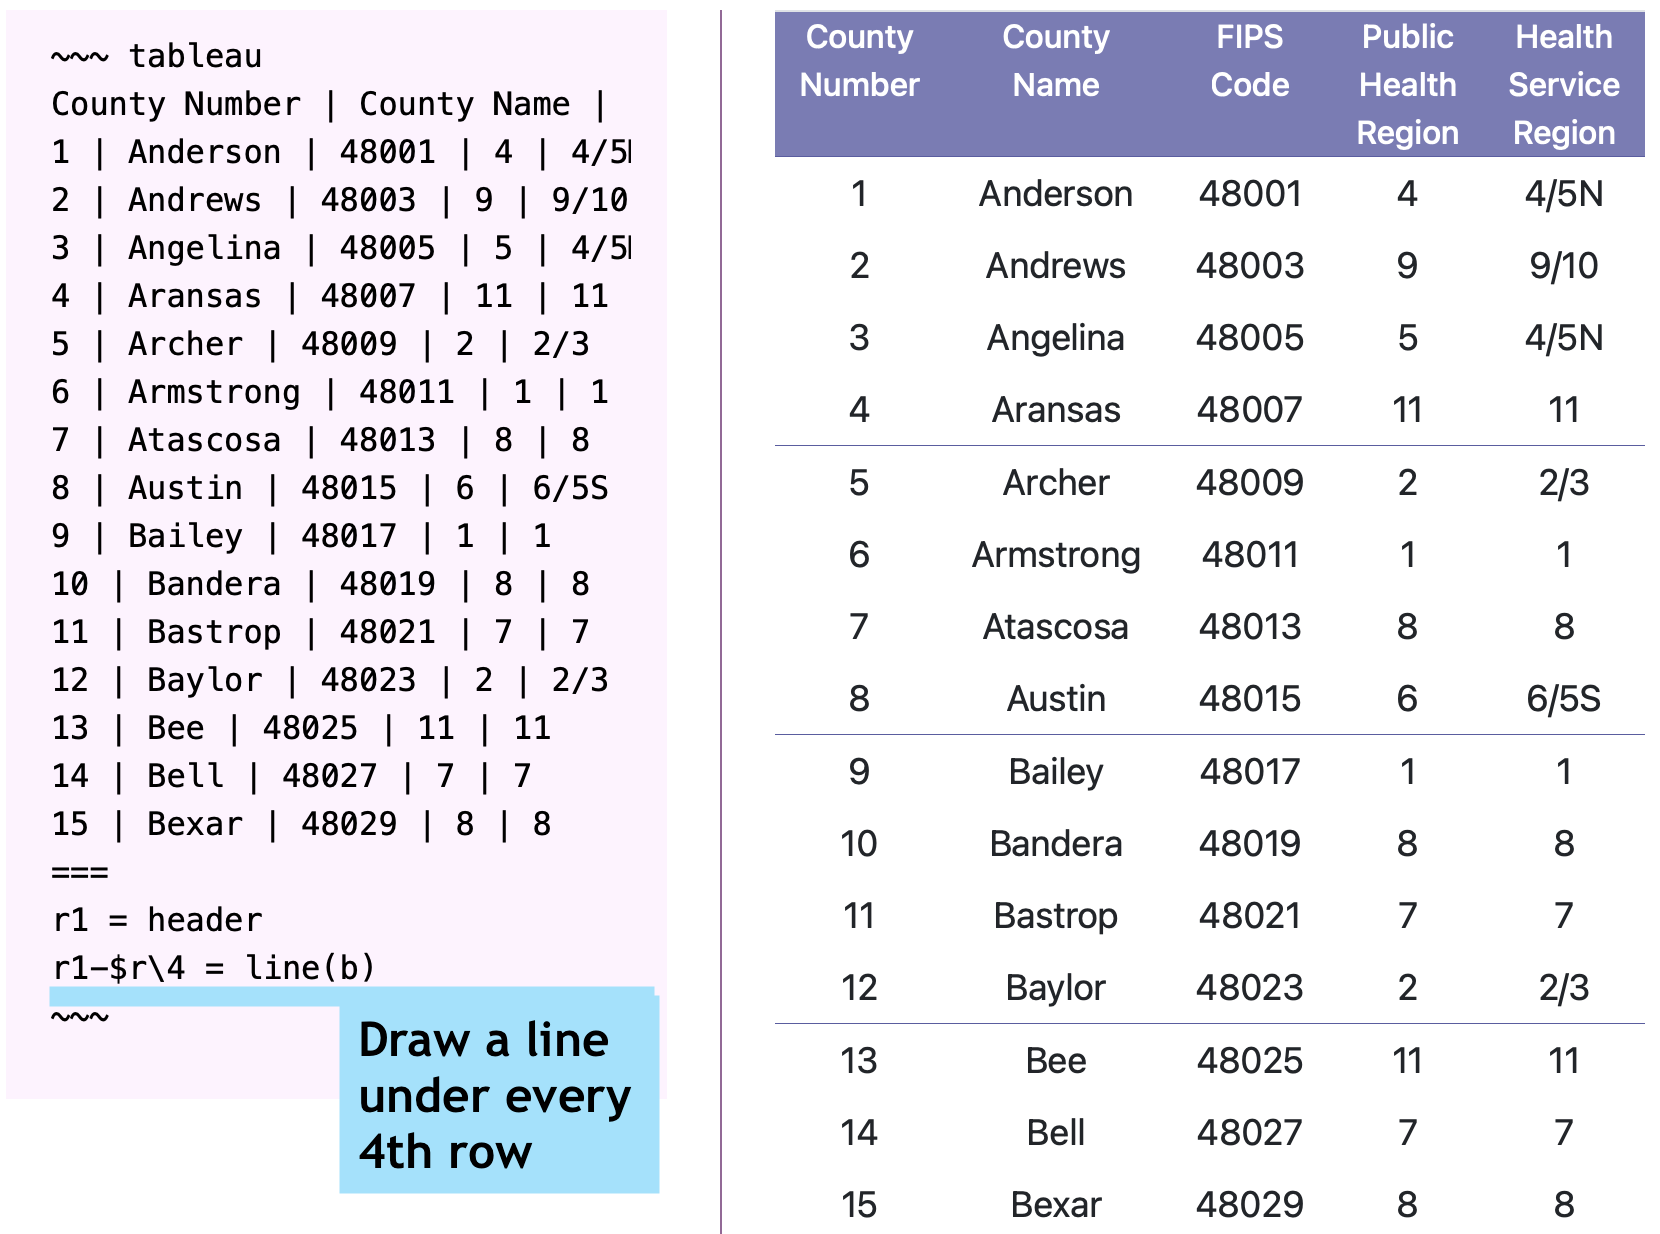 ~~~ tableau
County Number | County Name |
1 | Anderson | 48001 | 4 | 4/5
2 | Andrews | 48003 | 9 | 9/10
3 | Angelina | 48005 | 5 | 4/5
4 | Aransas | 48007 | 11 | 11
5 | Archer | 48009 | 2 | 2/3
6 | Armstrong | 48011 | 1 | 1
7 | Atascosa | 48013 | 8 | 8
8 | Austin | 48015 | 6 | 6/5S
9 | Bailey | 48017 | 1 | 1
10 | Bandera | 48019 | 8 | 8
11 | Bastrop | 48021 | 7 | 7
12 | Baylor | 48023 | 2 | 2/3
13 | Bee | 48025 | 11 | 11
14 | Bell | 48027 | 7 | 7
15 | Bexar | 48029 | 8 | 8
===
r1 = header
r1-$r\4 = line(b)
~~~
Draw a line
under every
4th row
County County FIPS Public Health
Number Name Code Health Service
Region Region
1 Anderson 48001 4 4/5N
2 Andrews 48003 9 9/10
3 Angelina 48005 5 4/5N
4 Aransas 48007 11 11
5 Archer 48009 2 2/3
6 Armstrong 48011 1 1
7 Atascosa 48013 8 8
8 Austin 48015 6 6/5S
9 Bailey 48017 1 1
10 Bandera 48019 8 8
11 Bastrop 48021 7 7
12 Baylor 48023 2 2/3
13 Bee 48025 11 11
14 Bell 48027 7 7
15 Bexar 48029 8 8